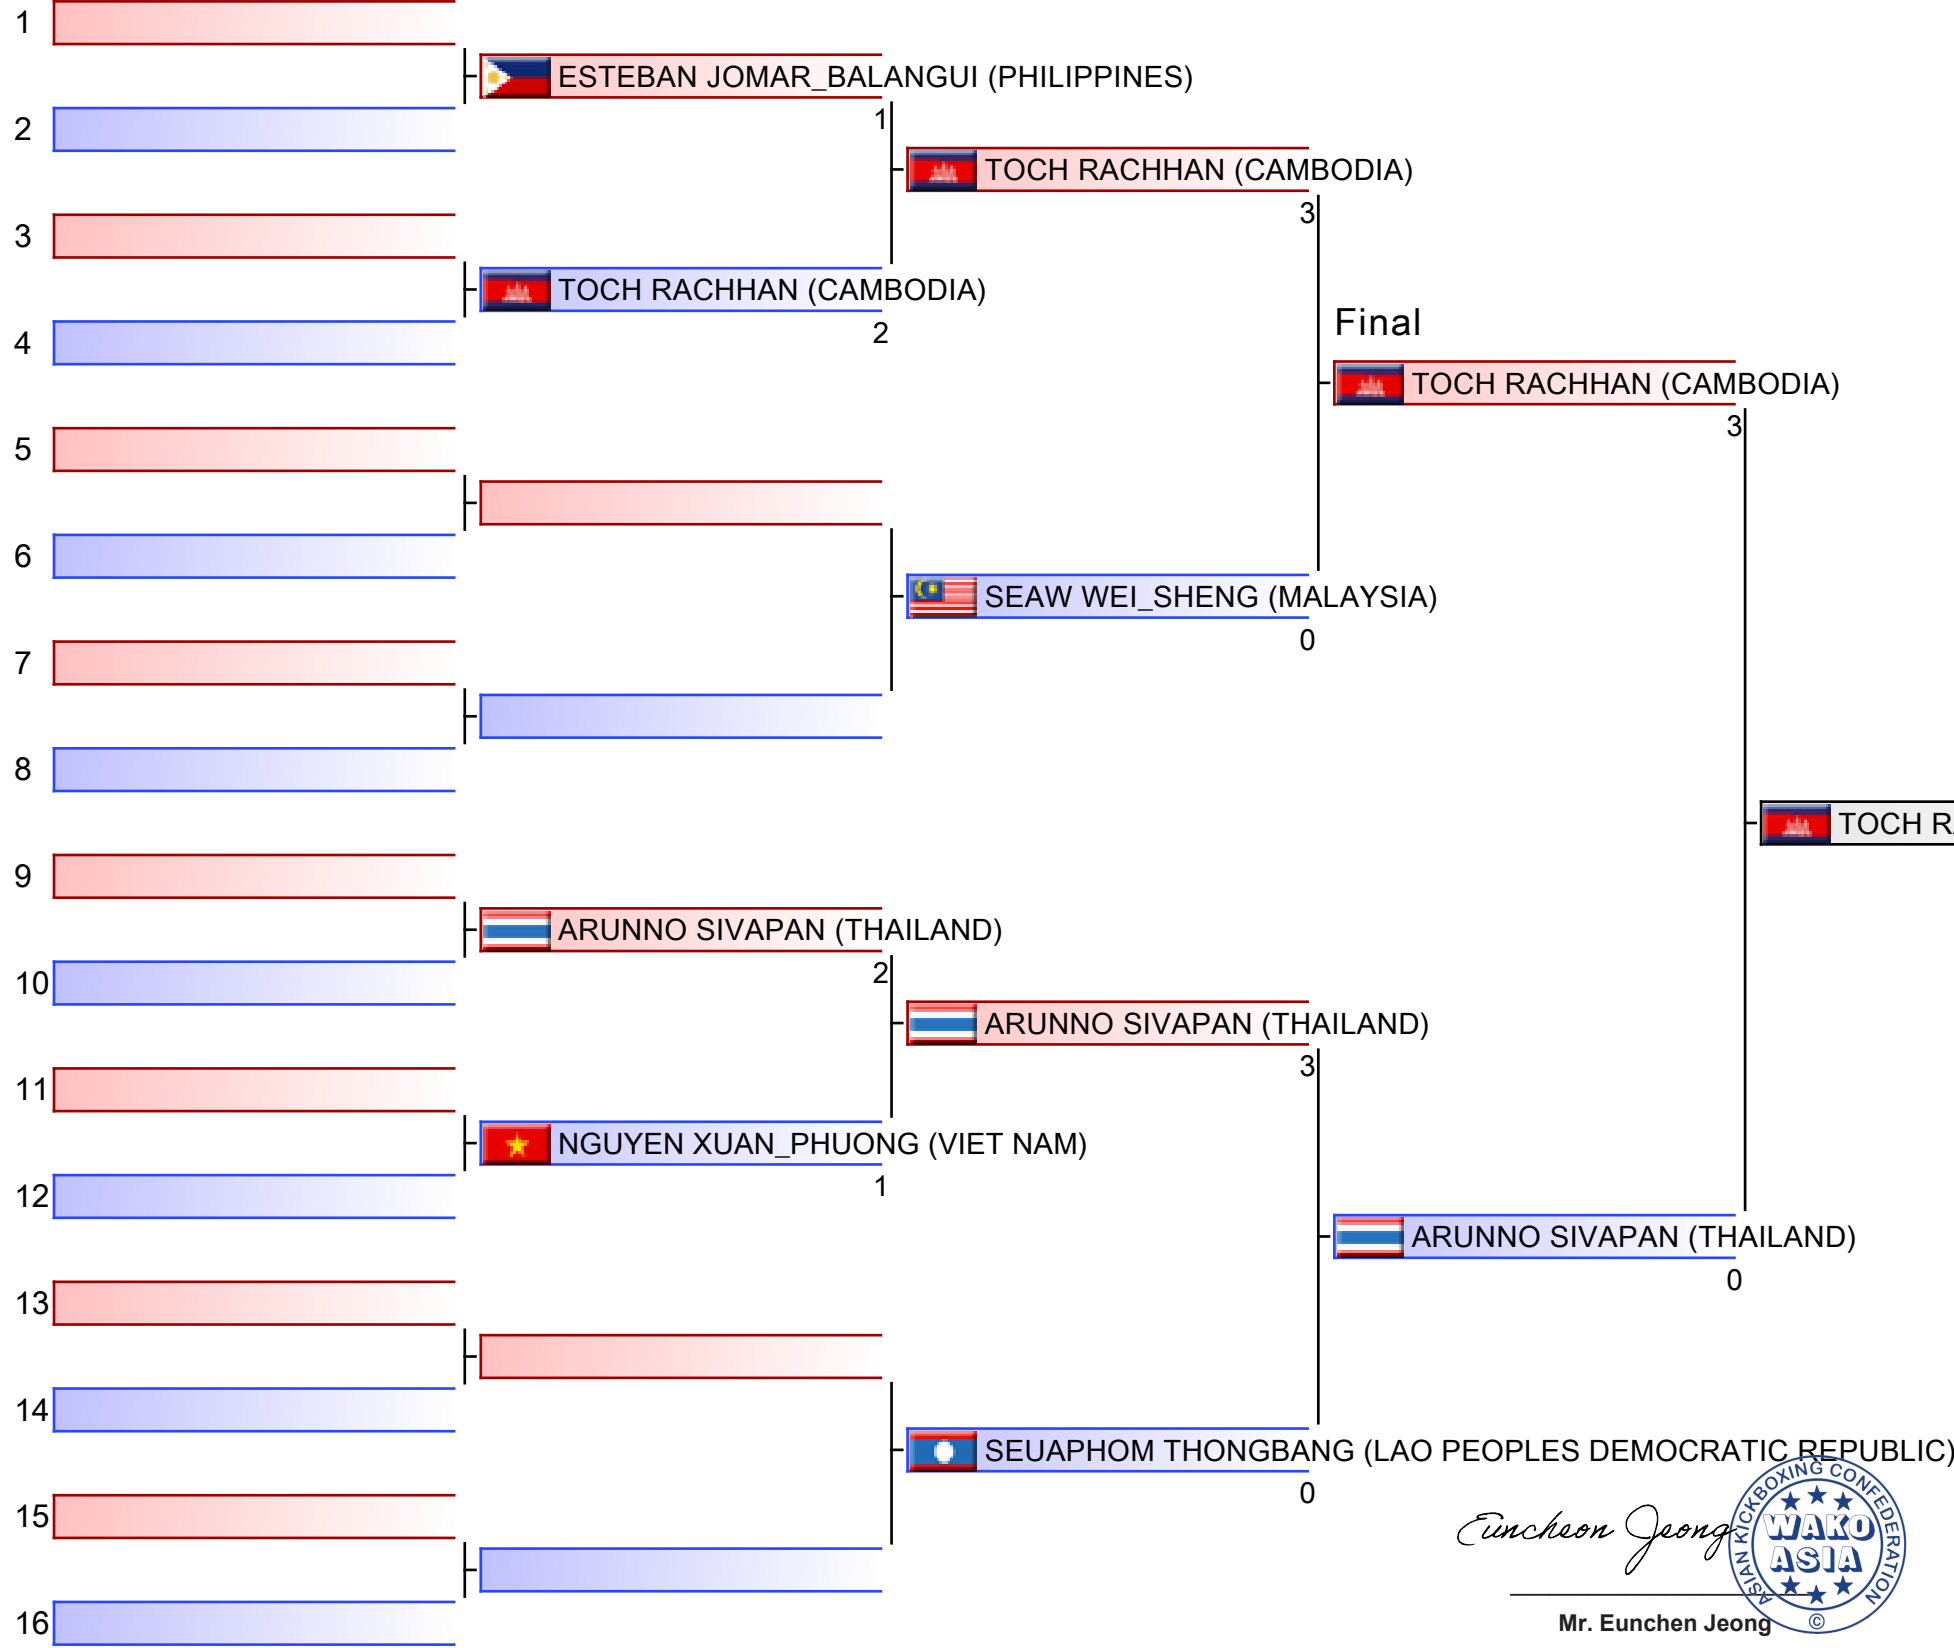 1
ESTEBAN JOMAR_BALANGUI (PHILIPPINES)
1
2
TOCH RACHHAN (CAMBODIA)
3
3
TOCH RACHHAN (CAMBODIA)
2
4
Final
TOCH RACHHAN (CAMBODIA)
3
5
6
SEAW WEI_SHENG (MALAYSIA)
0
7
8
TOCH R
9
ARUNNO SIVAPAN (THAILAND)
2
10
ARUNNO SIVAPAN (THAILAND)
3
11
NGUYEN XUAN_PHUONG (VIET NAM)
1
12
ARUNNO SIVAPAN (THAILAND)
0
13
14
SEUAPHOM THONGBANG (LAO PEOPLES DEMOCRATIC REPUBLIC)
0
15
Euncheon Jeong
ASIAN KICKBOXING CONFEDERATION
WAKO
ASIA
©
Mr. Eunchen Jeong
16